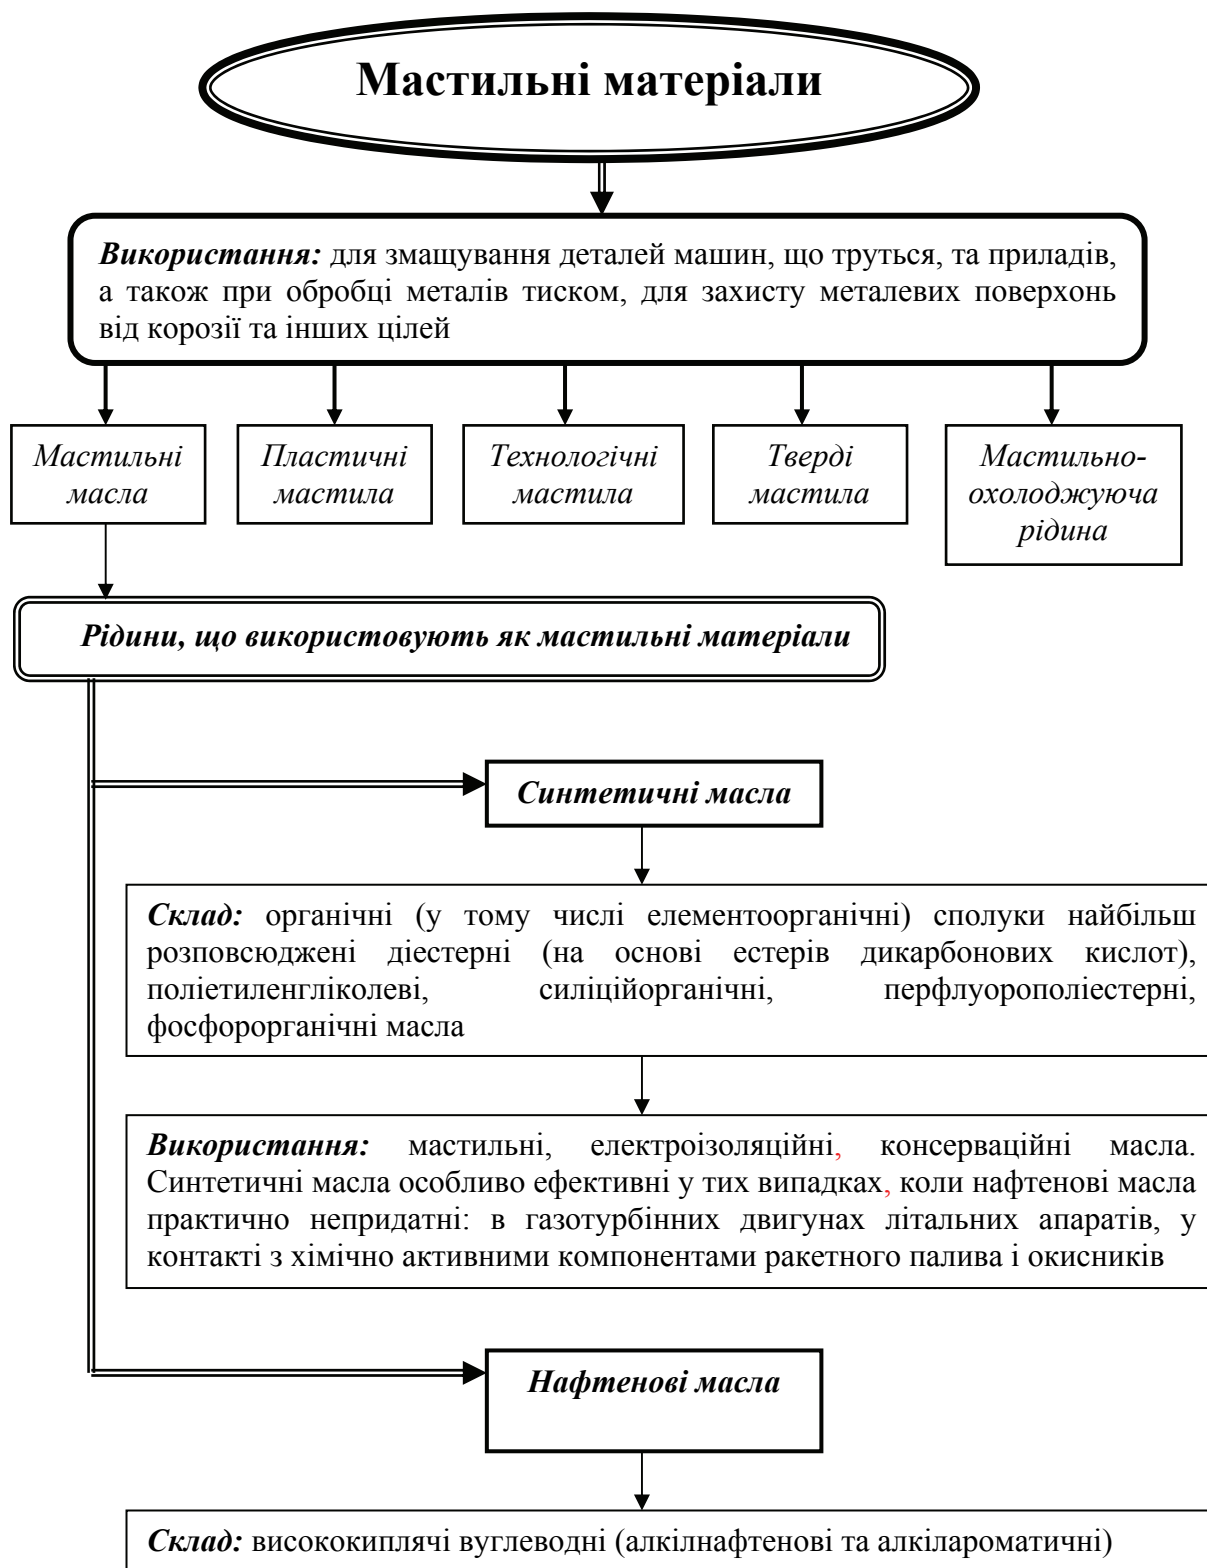 Мастильні матеріали
Використання: для змащування деталей машин, що труться, та приладів,
а також при обробці металів тиском, для захисту металевих поверхонь
від корозії та інших цілей
Мастильні
масла
Пластичні
мастила
Технологічні
мастила
Тверді
мастила
Мастильно-
охолоджуюча
рідина
Рідини, що використовують як мастильні матеріали
Синтетичні масла
Склад: органічні (у тому числі елементоорганічні) сполуки найбільш
розповсюджені діестерні (на основі естерів дикарбонових кислот),
поліетиленгліколеві, силіційорганічні, перфлуорополіестерні,
фосфорорганічні масла
Використання: мастильні, електроізоляційні, консерваційні масла.
Синтетичні масла особливо ефективні у тих випадках, коли нафтенові масла
практично непридатні: в газотурбінних двигунах літальних апаратів, у
контакті з хімічно активними компонентами ракетного палива і окисників
Нафтенові масла
Склад: висококиплячі вуглеводні (алкілнафтенові та алкілароматичні)